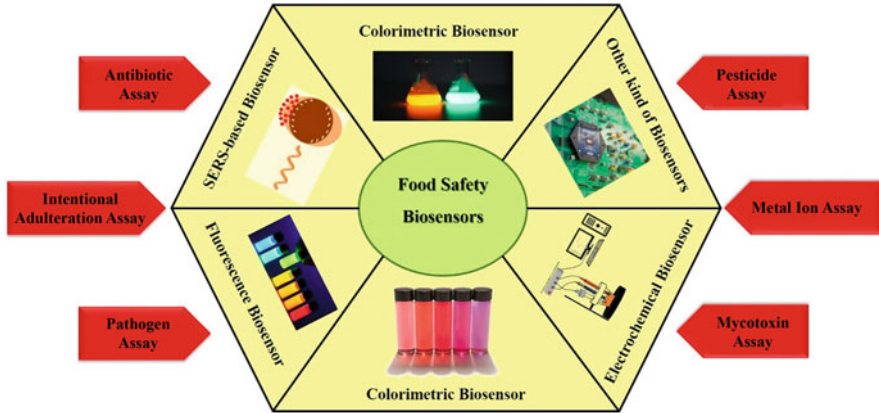 Colorimetric Biosensor
Antibiotic
Assay
SERS-based Biosensor
Other kind of Biosensors
Pesticide
Assay
Intentional
Adulteration Assay
Food Safety
Biosensors
Metal Ion Assay
Fluorescence Biosensor
Electrochemical Biosensor
Pathogen
Assay
Mycotoxin
Assay
Colorimetric Biosensor